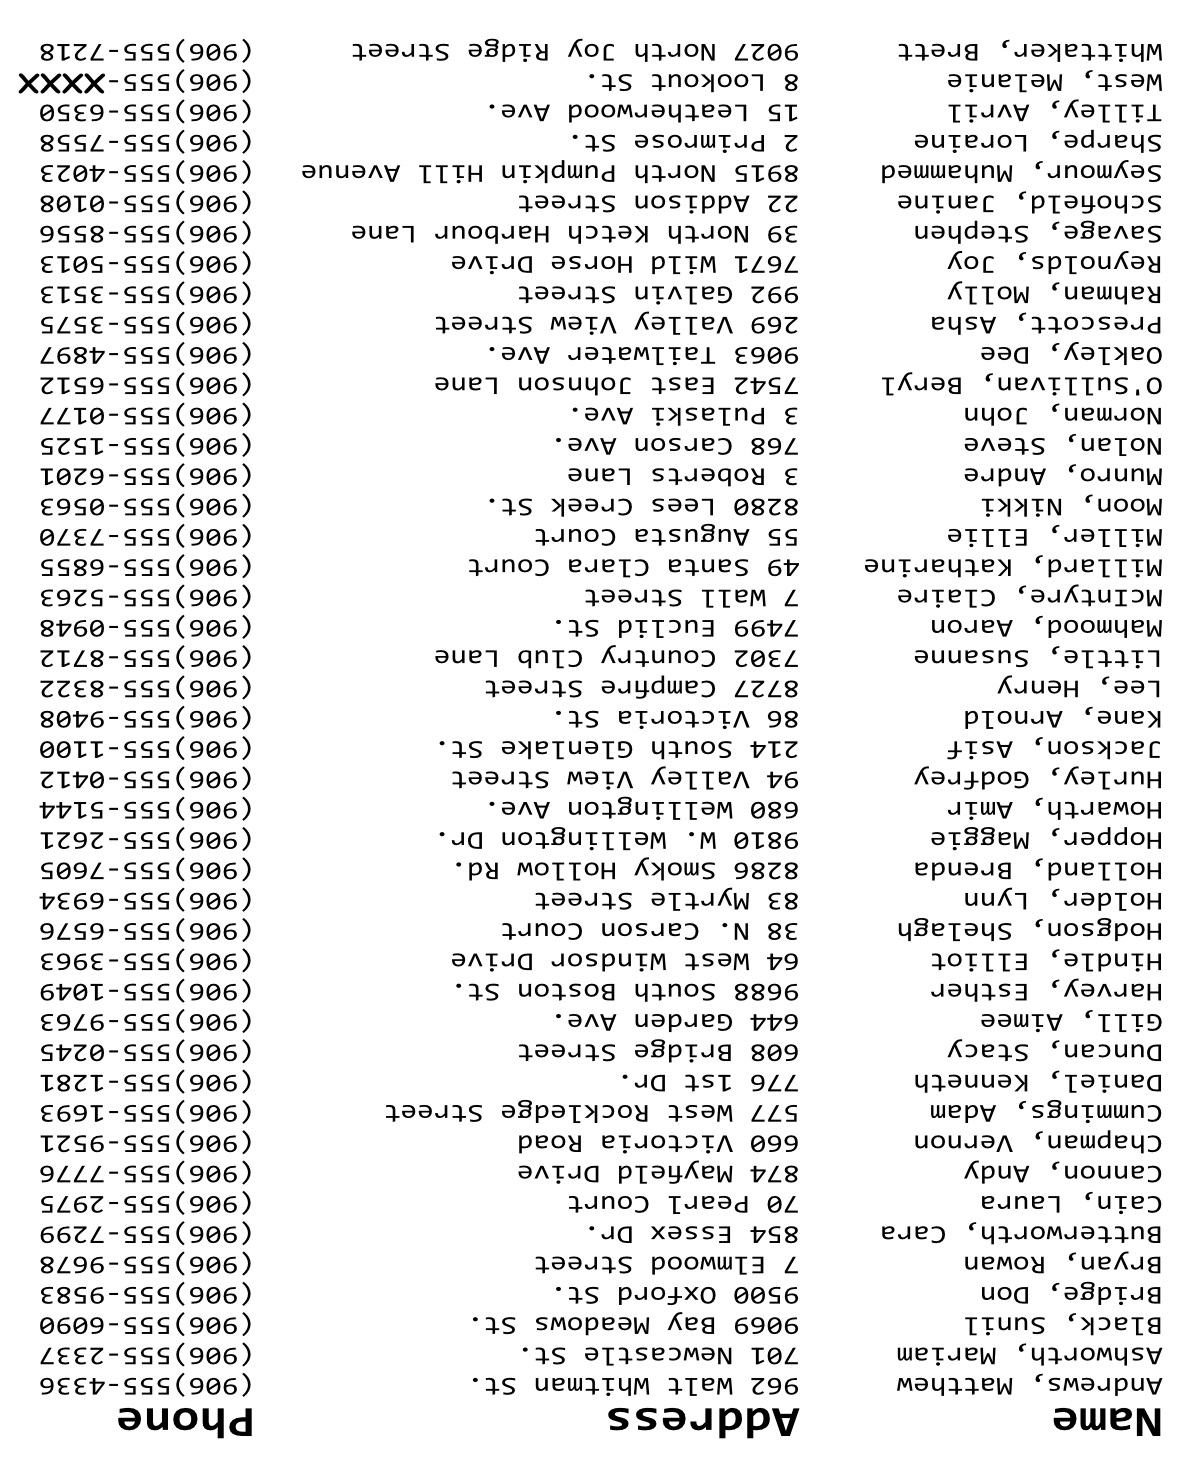 Name Address Phone
Andrews, Matthew 962 Walt Whitman St. (906)555-4336
Ashworth, Mariam 701 Newcastle St. (906)555-2337
Black, Sunil 9069 Bay Meadows St. (906)555-6090
Bridge, Don 9500 Oxford St. (906)555-9583
Bryan, Rowan 7 Elmwood Street (906)555-9678
Butterworth, Cara 854 Essex Dr. (906)555-7299
Cain, Laura 70 Pearl Court (906)555-2975
Cannon, Andy 874 Mayfield Drive (906)555-7776
Chapman, Vernon 660 Victoria Road (906)555-9521
Cummings, Adam 577 West Rockledge Street (906)555-1693
Daniel, Kenneth 776 1st Dr. (906)555-1281
Duncan, Stacy 608 Bridge Street (906)555-0245
Gill, Aimee 644 Garden Ave. (906)555-9763
Harvey, Esther 9688 South Boston St. (906)555-1049
Hindle, Elliot 64 West Windsor Drive (906)555-3963
Hodgson, Shelagh 38 N. Carson Court (906)555-6576
Holder, Lynn 83 Myrtle Street (906)555-6934
Holland, Brenda 8286 Smoky Hollow Rd. (906)555-7605
Hopper, Maggie 9810 W. Wellington Dr. (906)555-2621
Howarth, Amir 680 Wellington Ave. (906)555-5144
Hurley, Godfrey 94 Valley View Street (906)555-0412
Jackson, Asif 214 South Glenlake St. (906)555-1100
Kane, Arnold 86 Victoria St. (906)555-9408
Lee, Henry 8727 Campfire Street (906)555-8322
Little, Susanne 7302 Country Club Lane (906)555-8712
Mahmood, Aaron 7499 Euclid St. (906)555-0948
McIntyre, Claire 7 Wall Street (906)555-5263
Millard, Katharine 49 Santa Clara Court (906)555-6855
Miller, Ellie 55 Augusta Court (906)555-7370
Moon, Nikki 8280 Lees Creek St. (906)555-0563
Munro, Andre 3 Roberts Lane (906)555-6201
Nolan, Steve 768 Carson Ave. (906)555-1525
Norman, John 3 Pulaski Ave. (906)555-0177
O'Sullivan, Beryl 7542 East Johnson Lane (906)555-6512
Oakley, Dee 9063 Tailwater Ave. (906)555-4897
Prescott, Asha 269 Valley View Street (906)555-3575
Rahman, Molly 992 Galvin Street (906)555-3513
Reynolds, Joy 7671 Wild Horse Drive (906)555-5013
Savage, Stephen 39 North Ketch Harbour Lane (906)555-8556
Schofield, Janine 22 Addison Street (906)555-0108
Seymour, Muhammed 8915 North Pumpkin Hill Avenue (906)555-4023
Sharpe, Loraine 2 Primrose St. (906)555-7558
Tilley, Avril 15 Leatherwood Ave. (906)555-6350
West, Melanie 8 Lookout St. (906)555-XXXX
Whittaker, Brett 9027 North Joy Ridge Street (906)555-7218